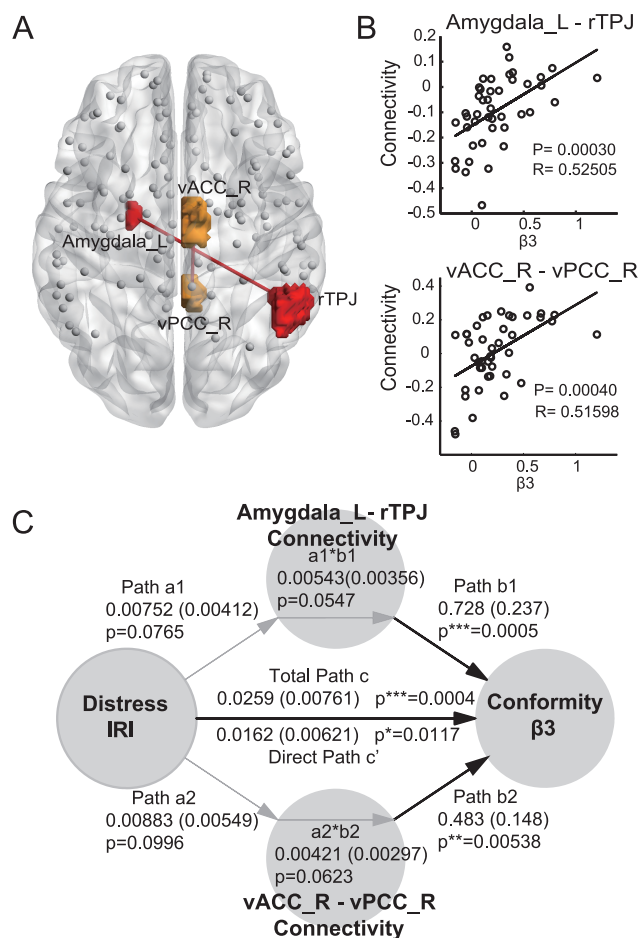 A
vACC_R
Amygdala_L
vPCC_R
rTPJ
B
Amygdala_L - rTPJ
Connectivity
0.2
0.1
0
-0.1
-0.2
-0.3
-0.4
-0.5
P= 0.00030
R= 0.52505
0 0.5 1
β3
vACC_R - vPCC_R
Connectivity
0.4
0.2
0
-0.2
-0.4
P= 0.00040
R= 0.51598
0 0.5 1
β3
C
Amygdala_L- rTPJ
Connectivity
a1*b1
0.00543(0.00356)
p=0.0547
Path a1
0.00752 (0.00412)
p=0.0765
Path b1
0.728 (0.237)
p***=0.0005
Distress
IRI
Total Path c
0.0259 (0.00761) p***=0.0004
0.0162 (0.00621) p*=0.0117
Direct Path c'
Conformity
β3
Path a2
0.00883 (0.00549)
p=0.0996
Path b2
0.483 (0.148)
p**=0.00538
a2*b2
0.00421 (0.00297)
p=0.0623
vACC_R - vPCC_R
Connectivity